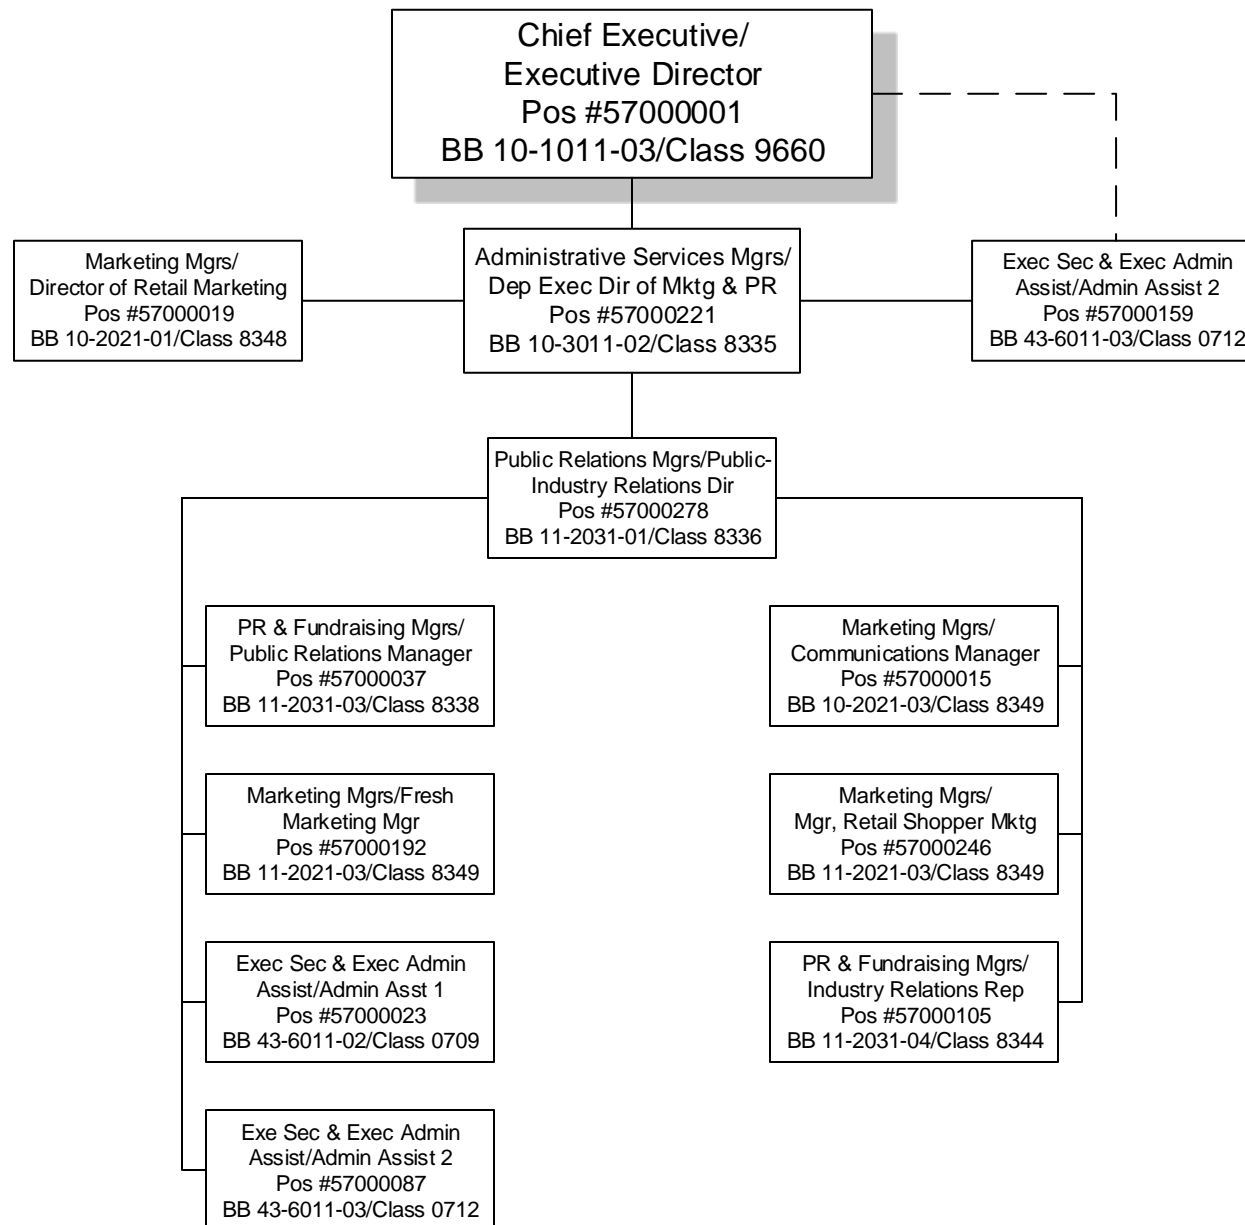 Chief Executive/
Executive Director
Pos #57000001
BB 10-1011-03/Class 9660
Marketing Mgrs/
Director of Retail Marketing
Pos #57000019
BB 10-2021-01/Class 8348
Administrative Services Mgrs/
Dep Exec Dir of Mktg & PR
Pos #57000221
BB 10-3011-02/Class 8335
Exec Sec & Exec Admin
Assist/Admin Assist 2
Pos #57000159
BB 43-6011-03/Class 0712
Public Relations Mgrs/Public-
Industry Relations Dir
Pos #57000278
BB 11-2031-01/Class 8336
PR & Fundraising Mgrs/
Public Relations Manager
Pos #57000037
BB 11-2031-03/Class 8338
Marketing Mgrs/
Communications Manager
Pos #57000015
BB 10-2021-03/Class 8349
Marketing Mgrs/Fresh
Marketing Mgr
Pos #57000192
BB 11-2021-03/Class 8349
Marketing Mgrs/
Mgr, Retail Shopper Mktg
Pos #57000246
BB 11-2021-03/Class 8349
Exec Sec & Exec Admin
Assist/Admin Asst 1
Pos #57000023
BB 43-6011-02/Class 0709
PR & Fundraising Mgrs/
Industry Relations Rep
Pos #57000105
BB 11-2031-04/Class 8344
Exe Sec & Exec Admin
Assist/Admin Assist 2
Pos #57000087
BB 43-6011-03/Class 0712